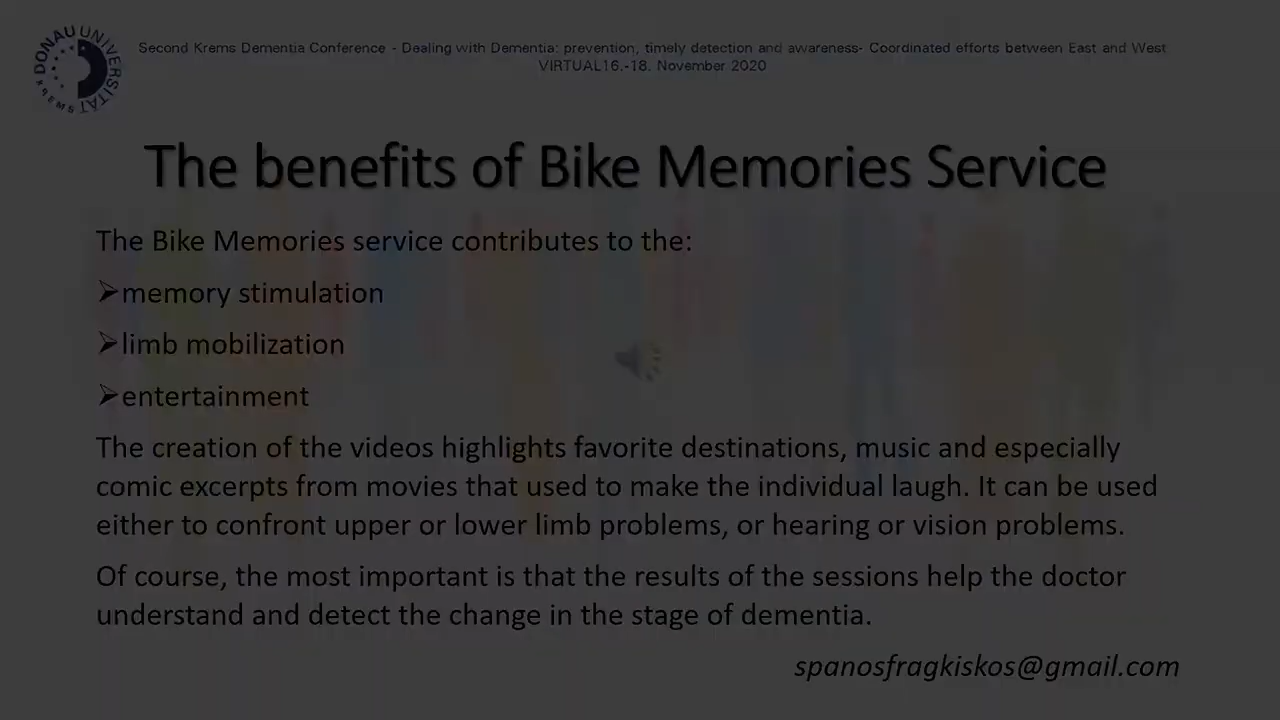 DONAU UNIVERSITÄT KREMS
Second Krems Dementia Conference - Dealing with Dementia: prevention, timely detection and awareness- Coordinated efforts between East and West
VIRTUAL16.-18. November 2020
The benefits of Bike Memories Service
The Bike Memories service contributes to the:
➢memory stimulation
➢limb mobilization
➢entertainment
The creation of the videos highlights favorite destinations, music and especially
comic excerpts from movies that used to make the individual laugh. It can be used
either to confront upper or lower limb problems, or hearing or vision problems.
Of course, the most important is that the results of the sessions help the doctor
understand and detect the change in the stage of dementia.
spanosfragkiskos@gmail.com